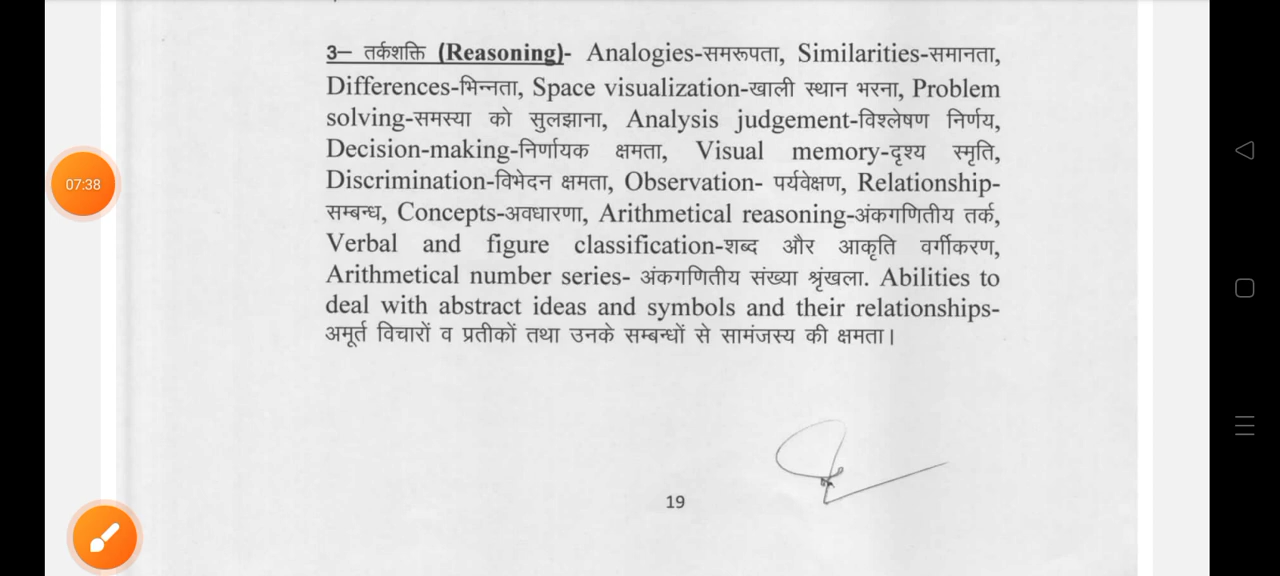 3– तर्कशक्ति (Reasoning)- Analogies-समरूपता, Similarities-समानता,
Differences-भिन्नता, Space visualization-खाली स्थान भरना, Problem
solving-समस्या को सुलझाना, Analysis judgement-विश्लेषण निर्णय,
Decision-making-निर्णायक क्षमता, Visual memory-दृश्य स्मृति,
Discrimination-विभेदन क्षमता, Observation- पर्यवेक्षण, Relationship-
सम्बन्ध, Concepts-अवधारणा, Arithmetical reasoning-अंकगणितीय तर्क,
Verbal and figure classification-शब्द और आकृति वर्गीकरण,
Arithmetical number series- अंकगणितीय संख्या श्रृंखला. Abilities to
deal with abstract ideas and symbols and their relationships-
अमूर्त विचारों व प्रतीकों तथा उनके सम्बन्धों से सामंजस्य की क्षमता।
07:38
19